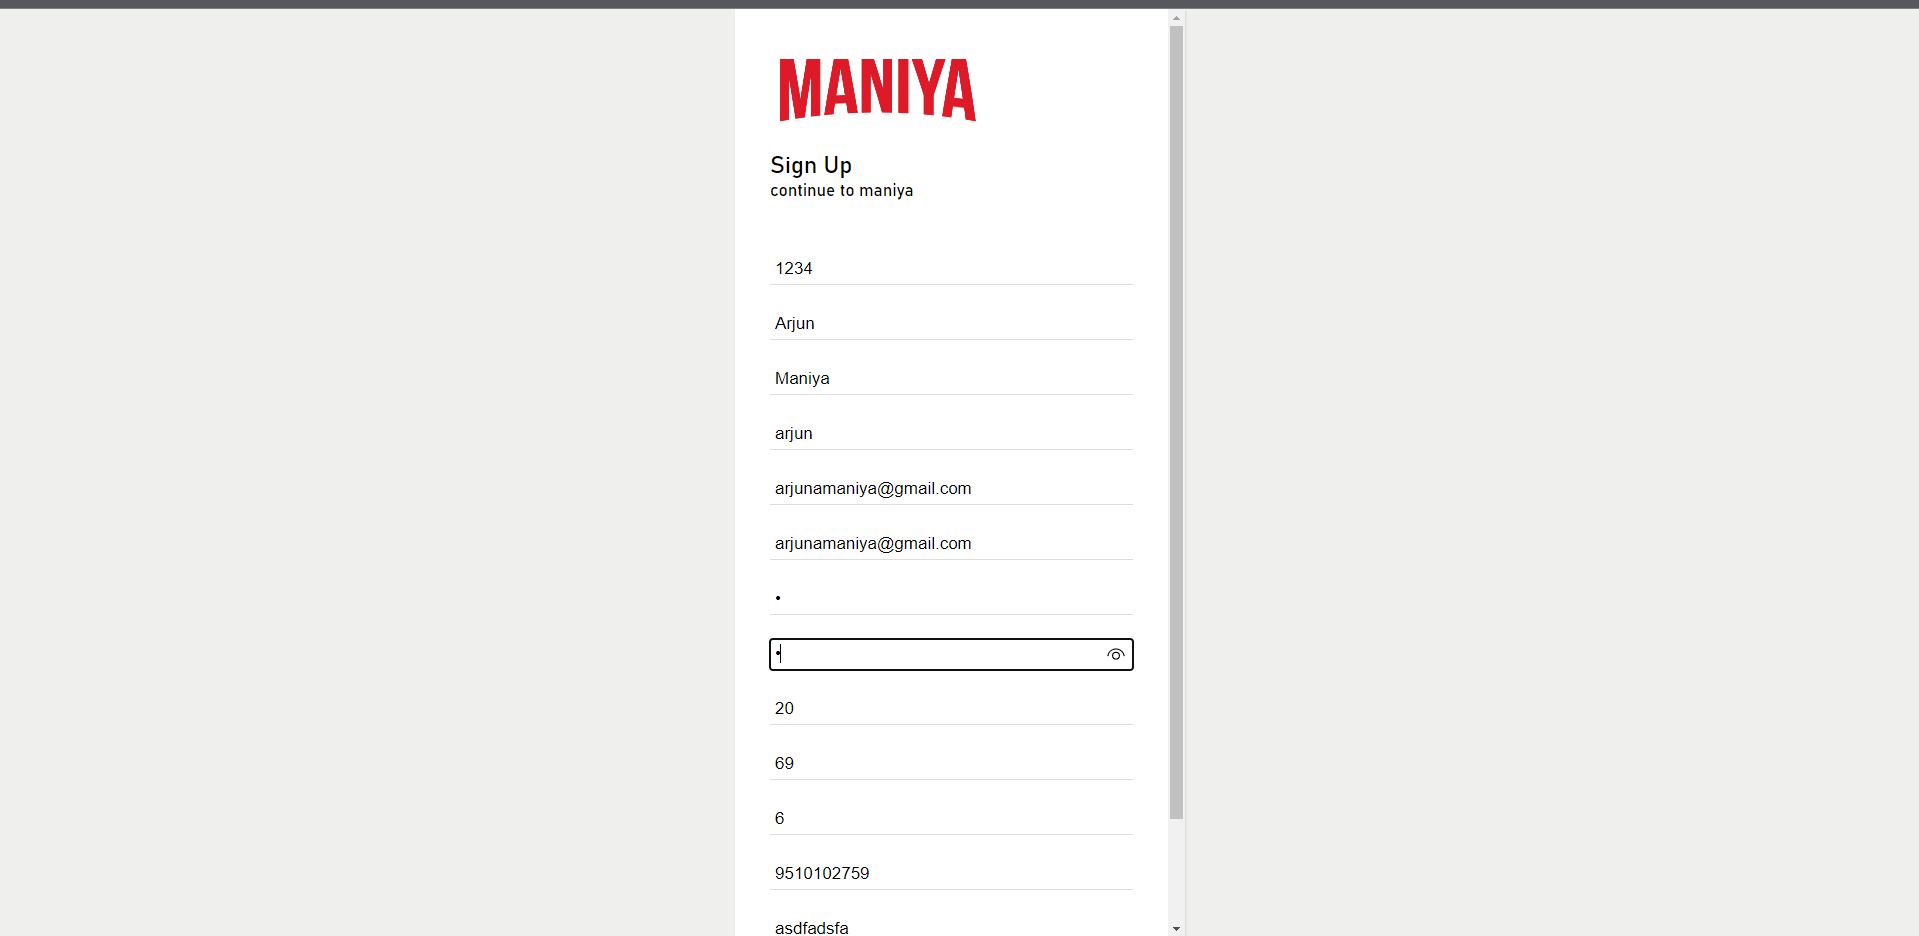 MANIYA
Sign Up
continue to maniya
1234
Arjun
Maniya
arjun
arjunamaniya@gmail.com
arjunamaniya@gmail.com
•
•
20
69
6
9510102759
asdfadsfa